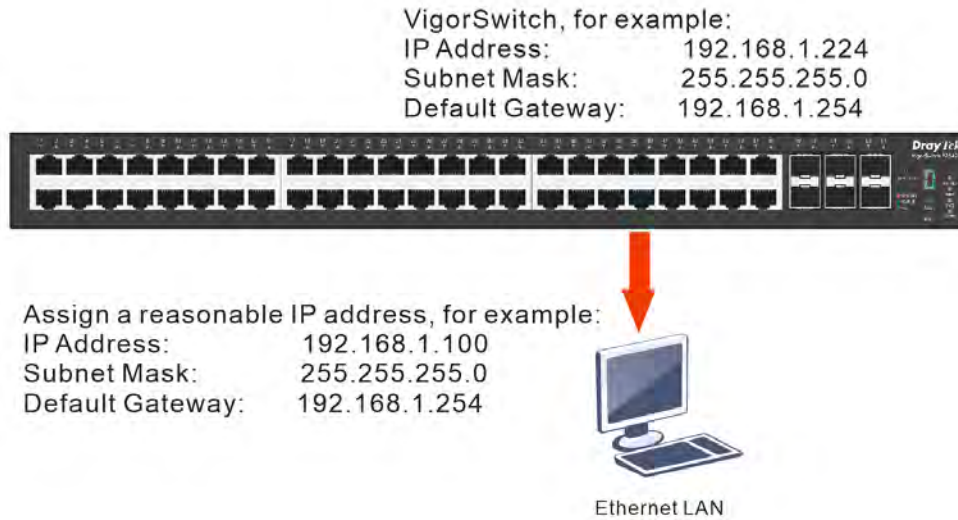 VigorSwitch, for example:
IP Address: 192.168.1.224
Subnet Mask: 255.255.255.0
Default Gateway: 192.168.1.254
Dray Tek
Assign a reasonable IP address, for example:
IP Address: 192.168.1.100
Subnet Mask: 255.255.255.0
Default Gateway: 192.168.1.254
Ethernet LAN